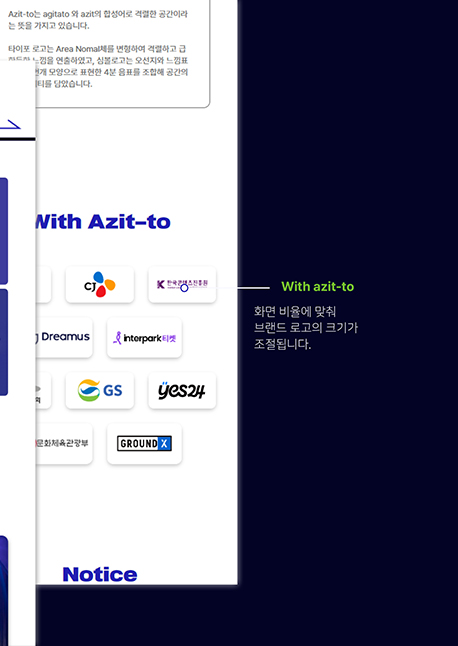 Azit-to는 agitato 와 azit의 합성어로 격렬한 공간이라
는 뜻을 가지고 있습니다.
타이포 로고는 Area Nomal체를 변형하여 격렬하고 급
느낌을 연출하였고, 심볼로고는 오선지와 느낌표
번개 모양으로 표현한 4분 음표를 조합해 공간의
티를 담았습니다.
With Azit-to
CJ
한국콘텐츠진흥원
Dreamus
interpark티켓
GS
yes24
문화체육관광부
GROUND X
With azit-to
화면 비율에 맞춰
브랜드 로고의 크기가
조절됩니다.
Notice